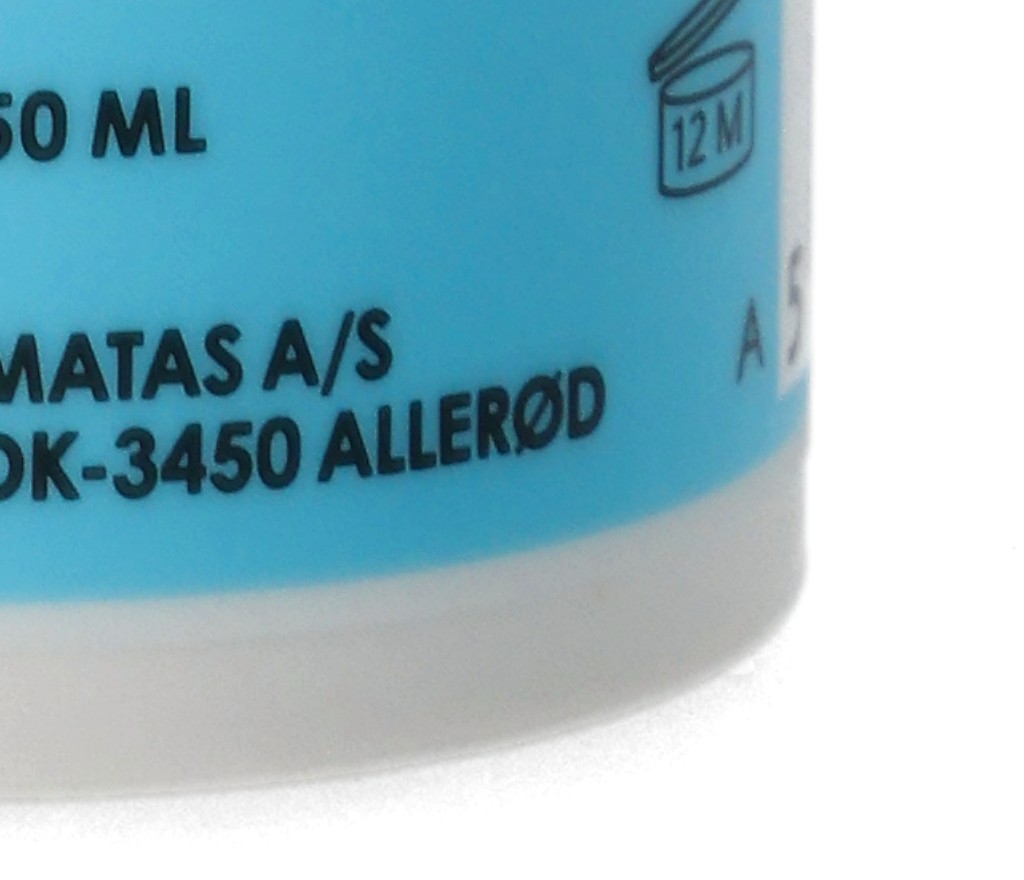 50 ML
12 M
A 5
MATAS A/S
DK-3450 ALLERØD